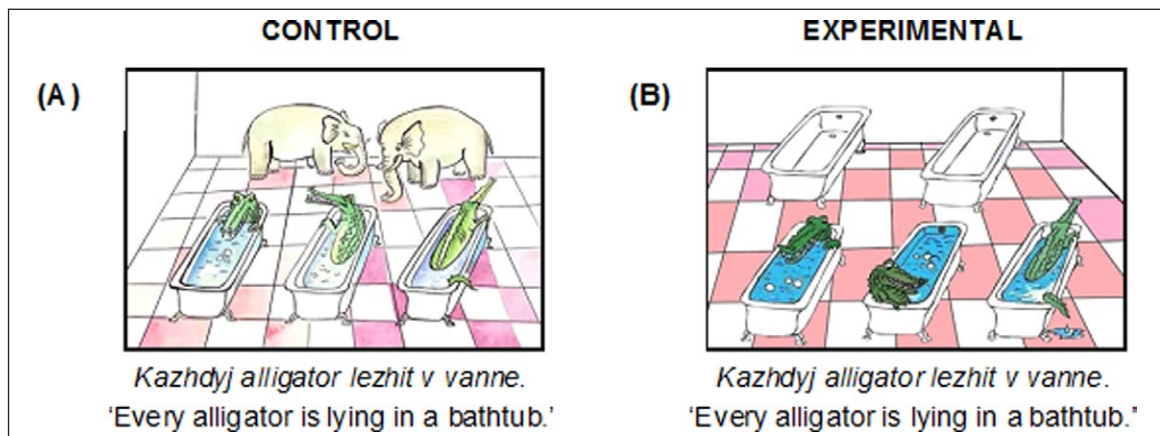 CONTROL
EXPERIMENTAL
(A)
(B)
Kazhdyj alligator lezhit v vanne.
'Every alligator is lying in a bathtub.'
Kazhdyj alligator lezhit v vanne.
'Every alligator is lying in a bathtub."